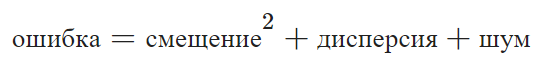 ошибка = смещение² + дисперсия + шум